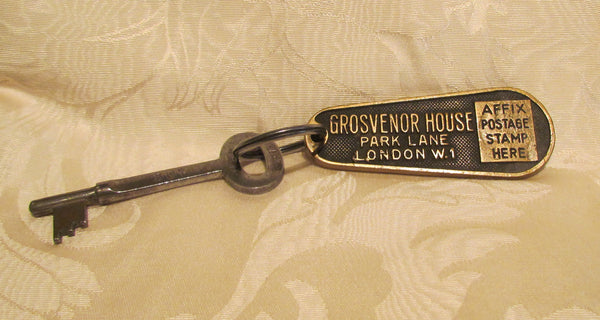 GROSVENOR HOUSE
PARK LANE
LONDON W.1
AFFIX
POSTAGE
STAMP
HERE